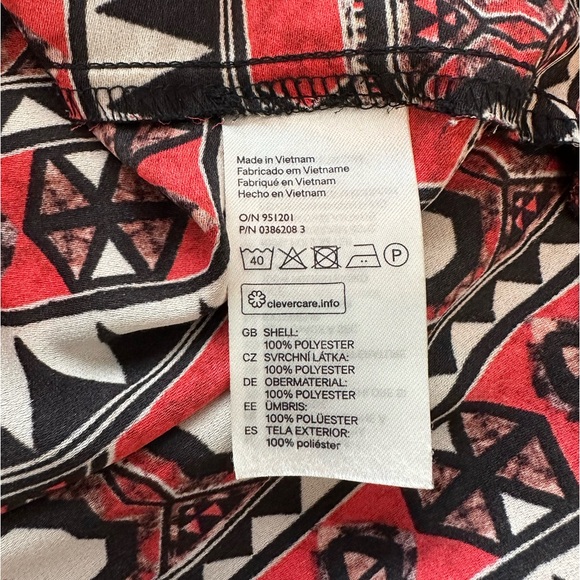 Made in Vietnam
Fabricado em Vietname
Fabriqué en Vietnam
Hecho en Vietnam
O/N 951201
P/N 0386208 3
40 P
clevercare.info
GB SHELL:
100% POLYESTER
CZ SVRCHNÍ LÁTKA:
100% POLYESTER
DE OBERMATERIAL:
100% POLYESTER
EE ÜMBRIS:
100% POLÜESTER
ES TELA EXTERIOR:
100% poliéster